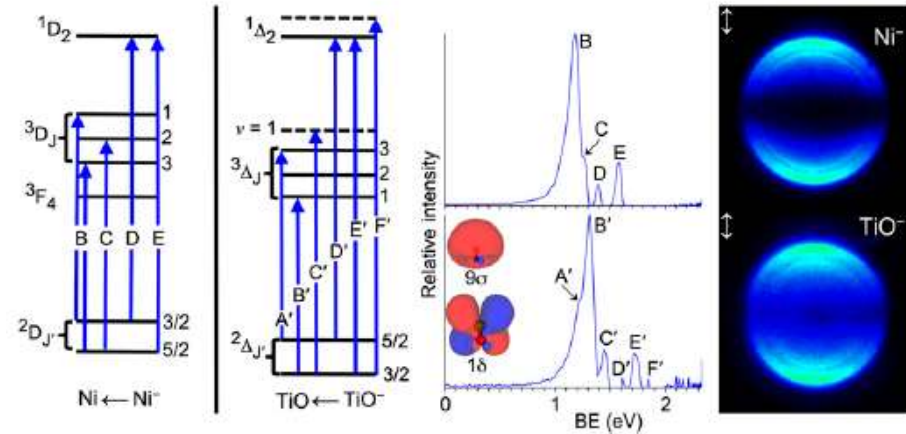 ¹D₂
³D_J
1
2
3
³F₄
B
C
D
E
²D_J′
3/2
5/2
Ni ← Ni⁻
¹Δ₂
ν = 1
³Δ_J
3
2
1
A′
B′
C′
D′
E′
F′
²Δ_J′
5/2
3/2
TiO ← TiO⁻
Relative intensity
B
C
D
E
B′
A′
C′
D′
E′
F′
9σ
1δ
0
1
2
BE (eV)
Ni⁻
TiO⁻